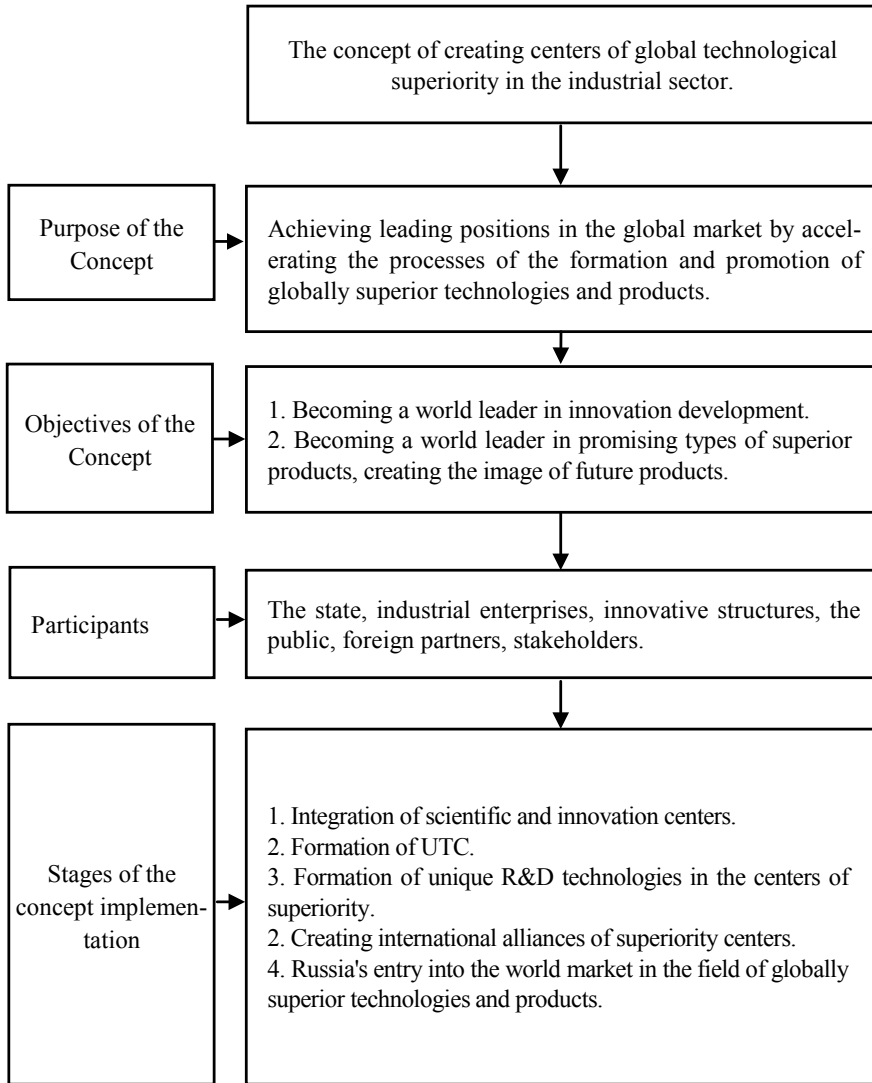 The concept of creating centers of global technological
superiority in the industrial sector.
Purpose of the
Concept
Achieving leading positions in the global market by accel-
erating the processes of the formation and promotion of
globally superior technologies and products.
Objectives of the
Concept
1. Becoming a world leader in innovation development.
2. Becoming a world leader in promising types of superior
products, creating the image of future products.
Participants
The state, industrial enterprises, innovative structures, the
public, foreign partners, stakeholders.
Stages of the
concept implemen-
tation
1. Integration of scientific and innovation centers.
2. Formation of UTC.
3. Formation of unique R&D technologies in the centers of
superiority.
2. Creating international alliances of superiority centers.
4. Russia's entry into the world market in the field of globally
superior technologies and products.